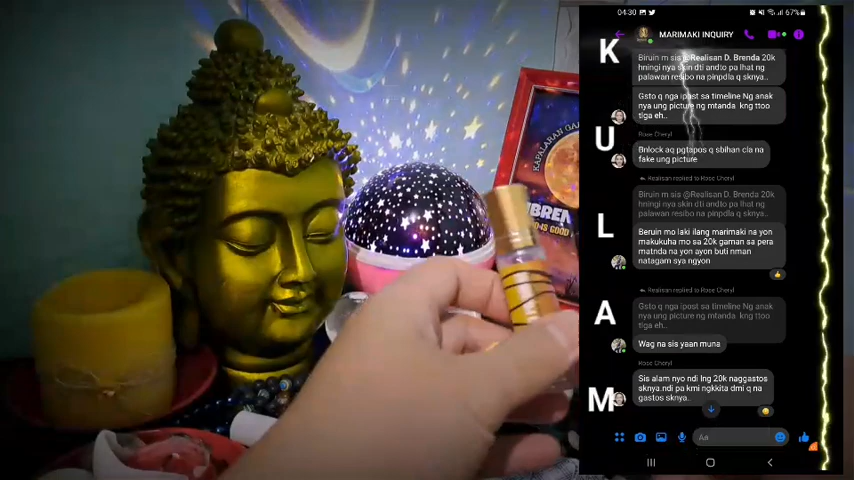 04:30
67%
MARIMAKI INQUIRY
Biruin m sis @Realisan D. Brenda 20k
hningi nya skin dti andto pa lhat ng
palawan resibo na pinpdla q sknya..
Gsto q nga ipost sa timeline Ng anak
nya ung picture ng mtanda kng ttoo
tlga eh..
Rose Cheryl
Bnlock aq pgtapos q sbihan cla na
fake ung picture
Realisan replied to Rose Cheryl
Biruin m sis @Realisan D. Brenda 20k
hningi nya skin dti andto pa lhat ng
palawan resibo na pinpdla q sknya..
Beruin mo laki ilang marimaki na yon
makukuha mo sa 20k gaman sa pera
matnda na yon ayon buti nman
natagam sya ngyon
Realisan replied to Rose Cheryl
Gsto q nga ipost sa timeline Ng anak
nya ung picture ng mtanda kng ttoo
tlga eh..
Wag na sis yaan muna
Rose Cheryl
Sis alam nyo ndi lng 20k naggastos
sknya.ndi pa kmi ngkkita dmi q na
gastos sknya..
Aa
K
U
L
A
M
KAPALARAN